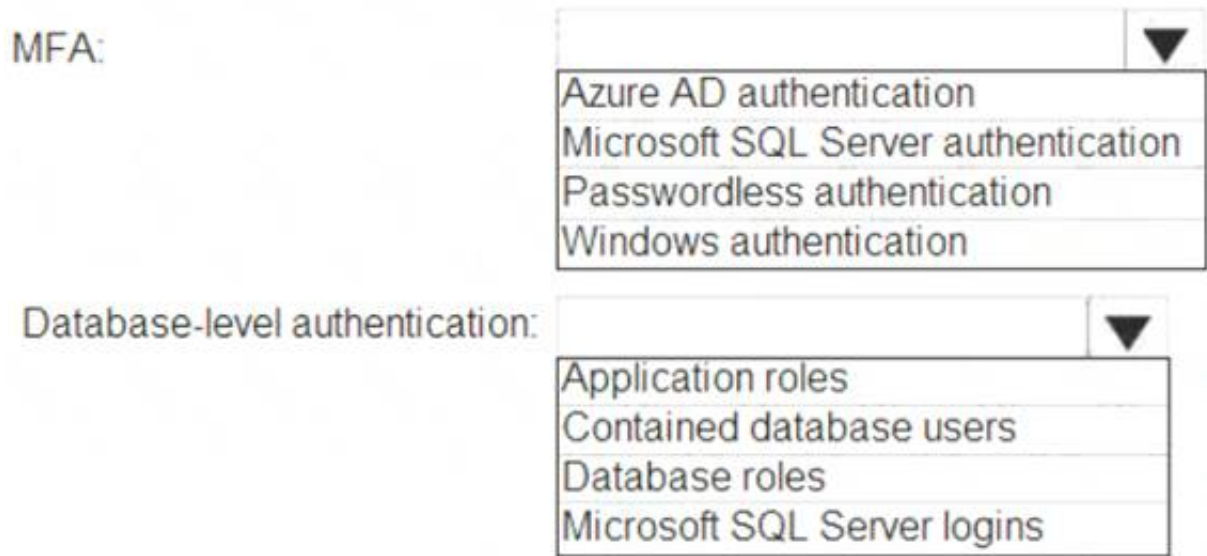 MFA:
Azure AD authentication
Microsoft SQL Server authentication
Passwordless authentication
Windows authentication
Database-level authentication:
Application roles
Contained database users
Database roles
Microsoft SQL Server logins